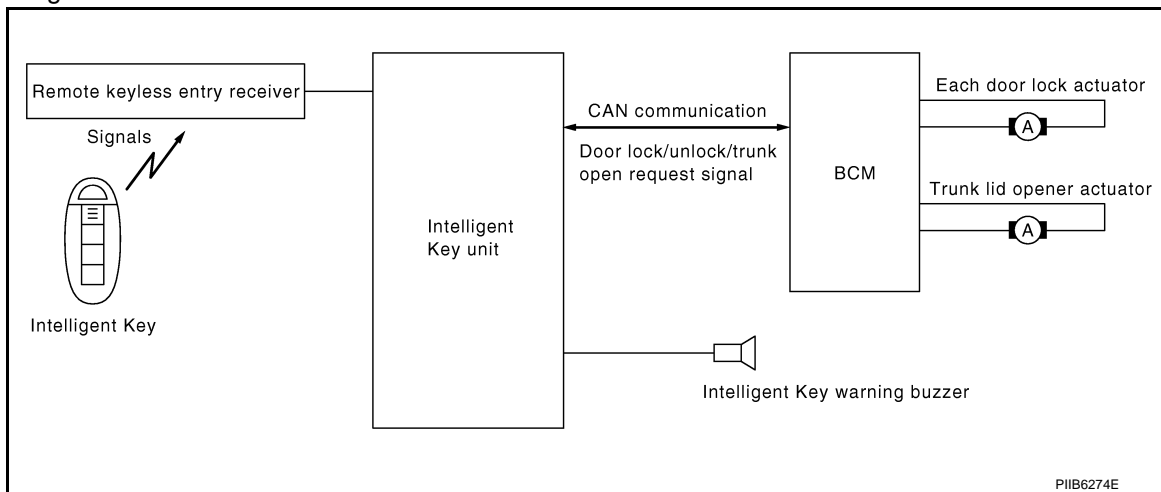 Remote keyless entry receiver
Signals
Intelligent Key
Intelligent
Key unit
CAN communication
Door lock/unlock/trunk
open request signal
BCM
Each door lock actuator
A
Trunk lid opener actuator
A
Intelligent Key warning buzzer
PIIB6274E